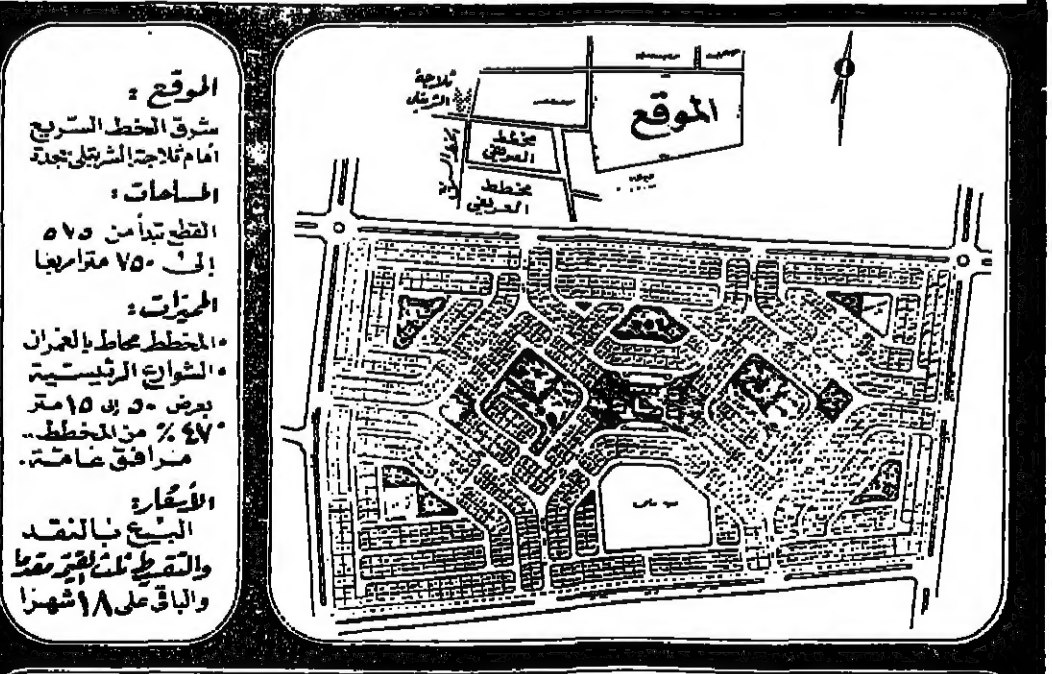 الموقع :
شرق الخط السريع
أمام ثلاجة الشربتلي بجدة
المساحات :
القطع تبدأ من ٥٧٥
إلى ٧٥٠ مترا مربعا
المميزات :
• المخطط محاط بالعمران
• الشوارع الرئيسية
بعرض ٥٠ إلى ١٥ متر
• ٤٧ % من المخطط ..
مرافق عامة .
الأسعار :
البيع بالنقد
والتقسيط ثلث القيمة مقدما
والباقي على ١٨ شهرا
ثلاجة
الشربتلي
الموقع
مخطط
مخطط